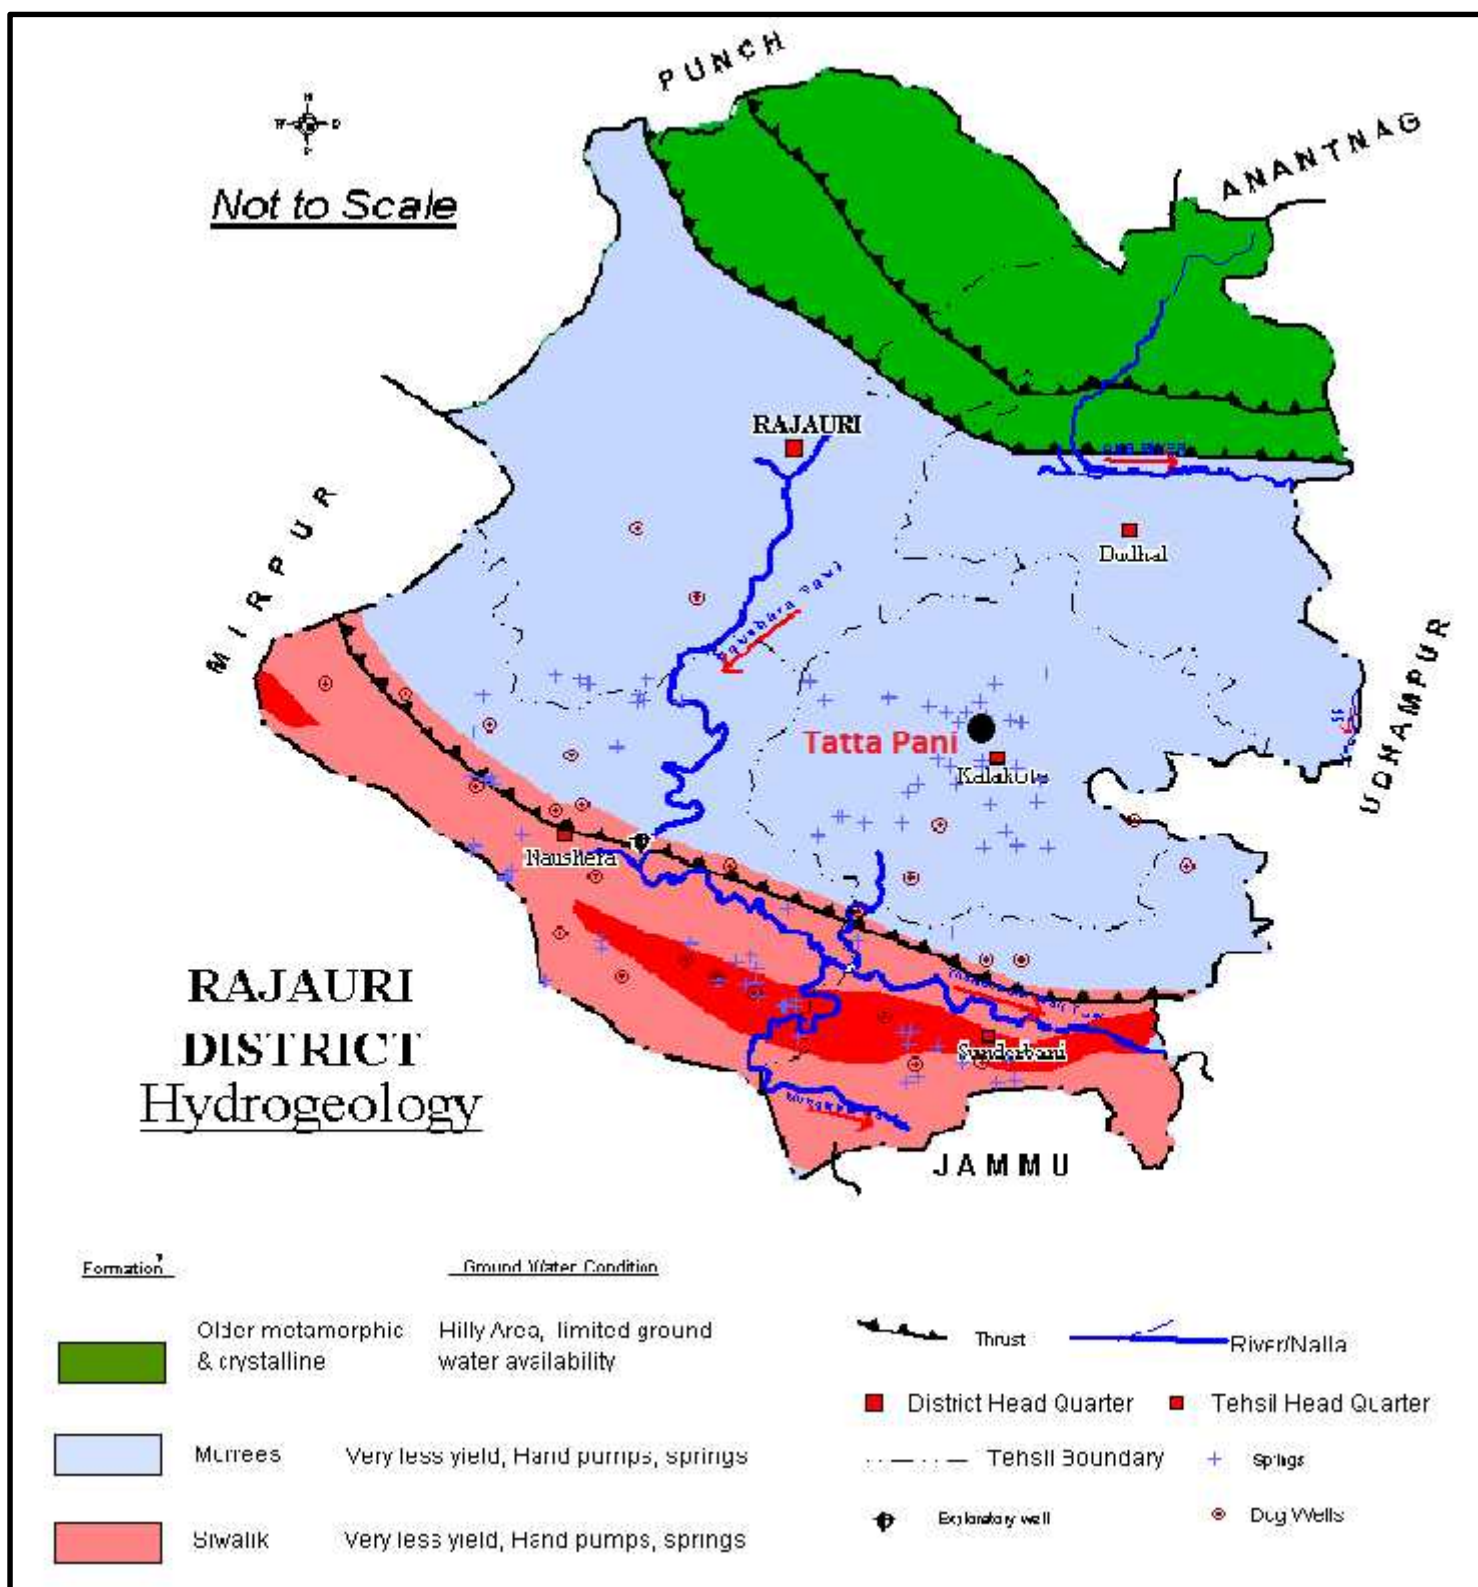 PUNCH
ANANTNAG
N
Not to Scale
RAJAURI
MIRPUR
Dudhal
UDHAMPUR
Tatta Pani
Kalakote
Naushera
RAJAURI
DISTRICT
Hydrogeology
Sunderbani
JAMMU
Formation
Ground Water Condition
Older metamorphic
& crystalline
Hilly Area, limited ground
water availability
Thrust
River/Nalla
District Head Quarter
Tehsil Head Quarter
Murrees
Very less yield, Hand pumps, springs
Tehsil Boundary
Springs
Exploratory well
Dug Wells
Siwalik
Very less yield, Hand pumps, springs